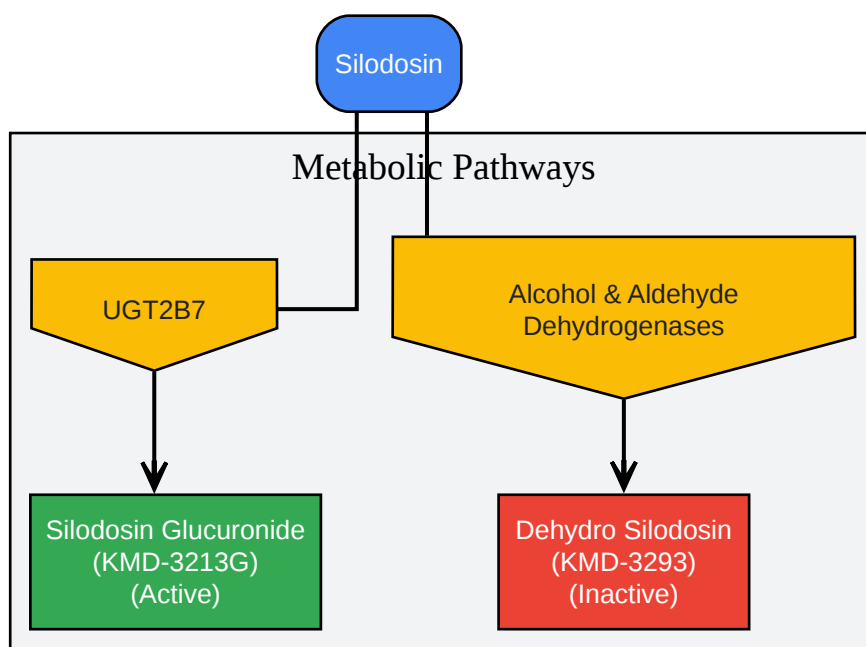 Silodosin
Metabolic Pathways
UGT2B7
Alcohol & Aldehyde
Dehydrogenases
Silodosin Glucuronide
(KMD-3213G)
(Active)
Dehydro Silodosin
(KMD-3293)
(Inactive)